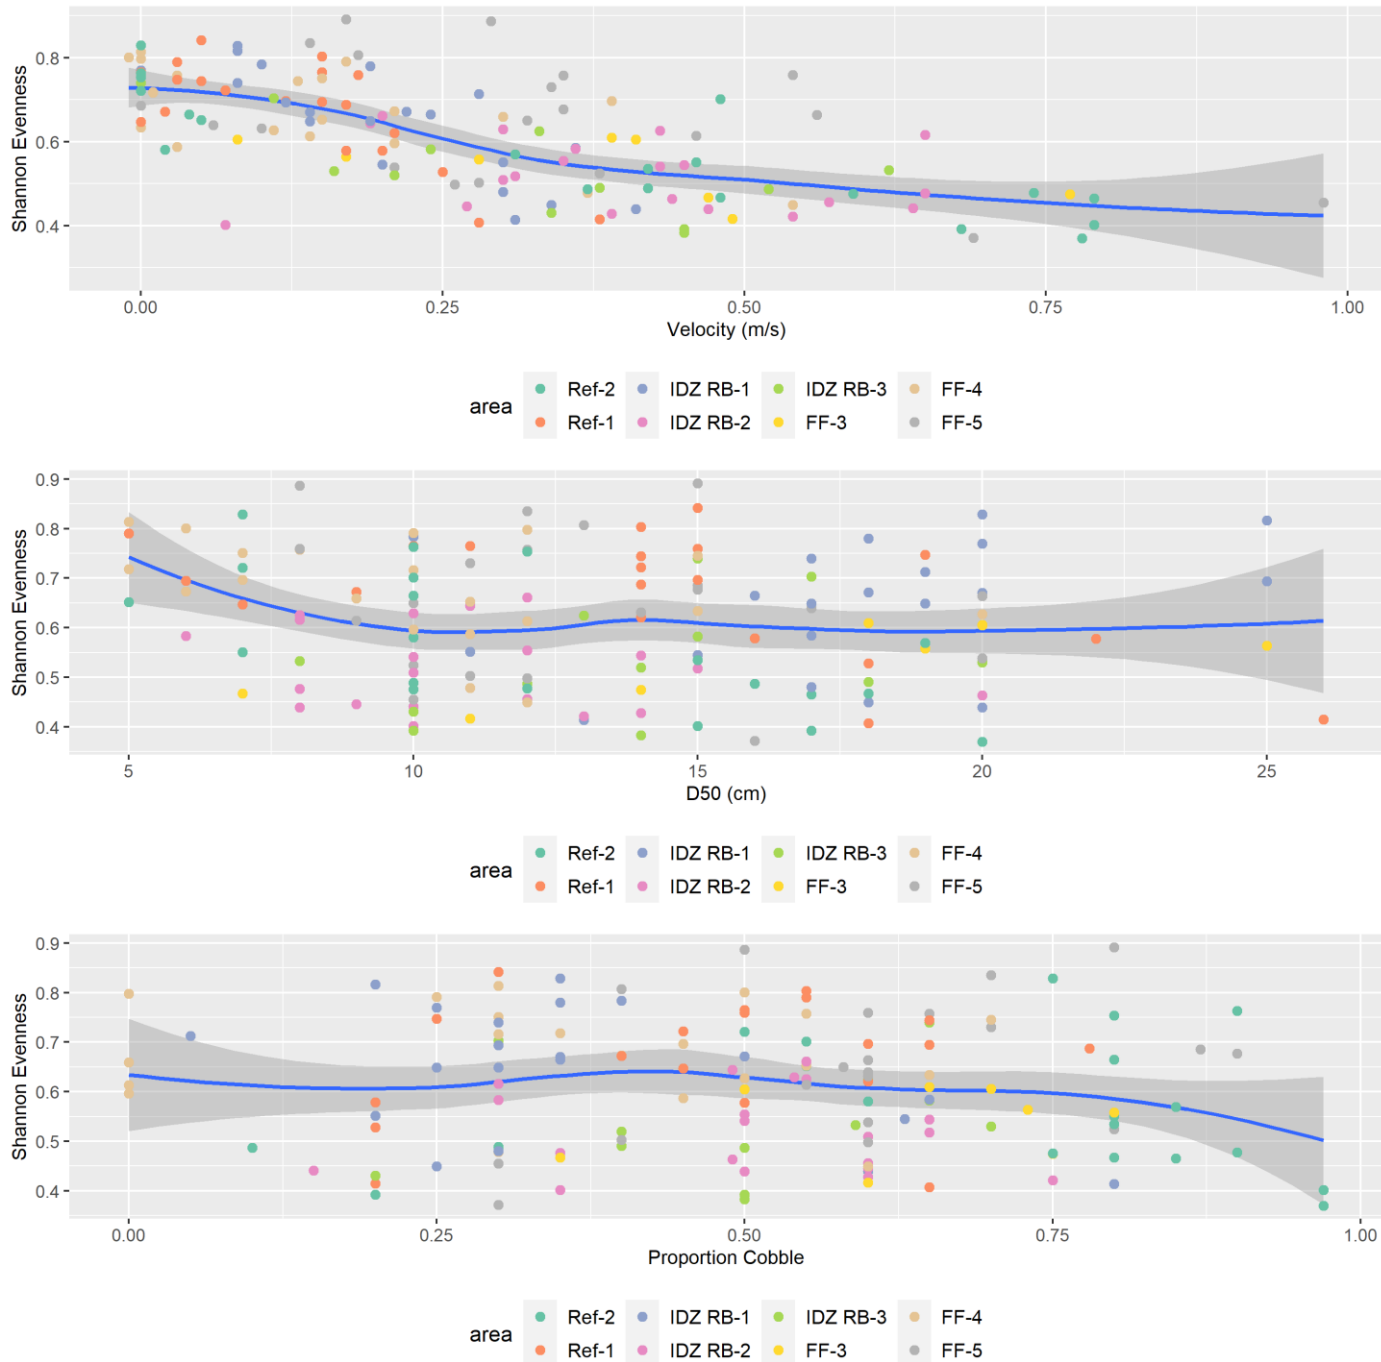 Shannon Evenness
0.8
0.6
0.4
0.00 0.25 0.50 0.75 1.00
Velocity (m/s)
area
Ref-2 IDZ RB-1 IDZ RB-3 FF-4
Ref-1 IDZ RB-2 FF-3 FF-5
Shannon Evenness
0.9
0.8
0.7
0.6
0.5
0.4
5 10 15 20 25
D50 (cm)
area
Ref-2 IDZ RB-1 IDZ RB-3 FF-4
Ref-1 IDZ RB-2 FF-3 FF-5
Shannon Evenness
0.9
0.8
0.7
0.6
0.5
0.4
0.00 0.25 0.50 0.75 1.00
Proportion Cobble
area
Ref-2 IDZ RB-1 IDZ RB-3 FF-4
Ref-1 IDZ RB-2 FF-3 FF-5